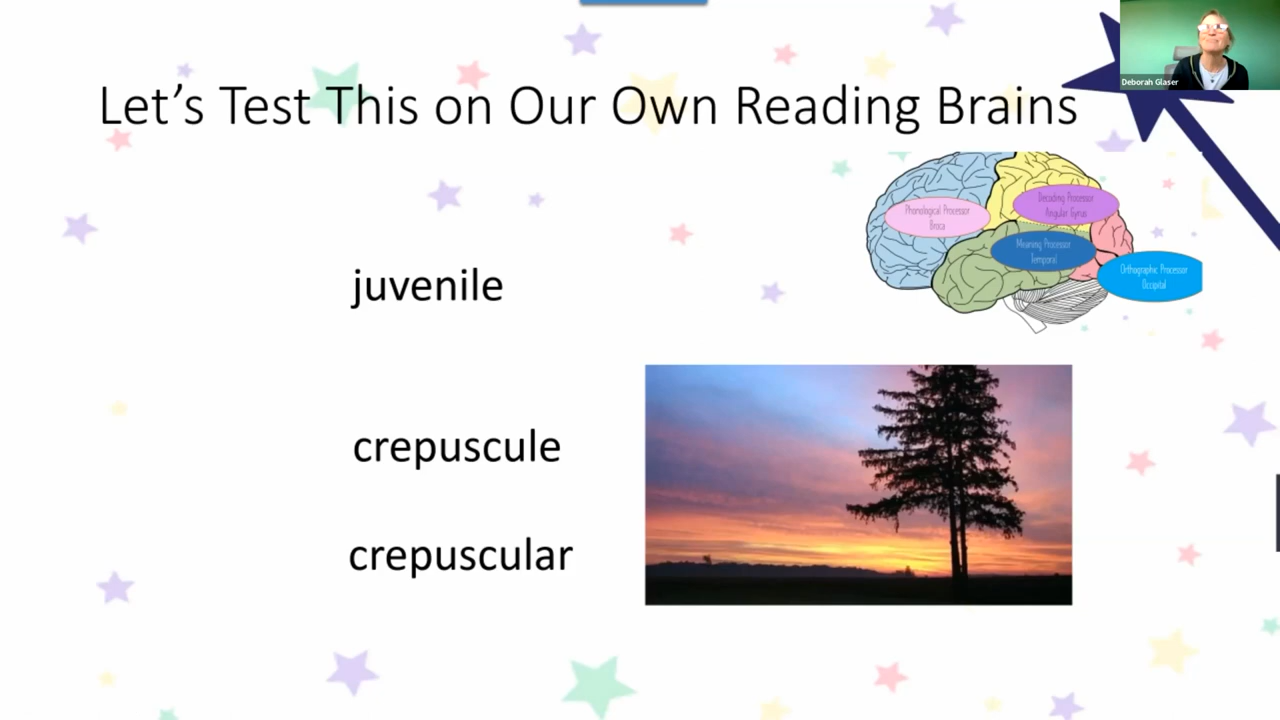 Deborah Glaser
Let's Test This on Our Own Reading Brains
Phonological Processor
Broca
Decoding Processor
Angular Gyrus
Meaning Processor
Temporal
Orthographic Processor
Occipital
juvenile
crepuscule
crepuscular